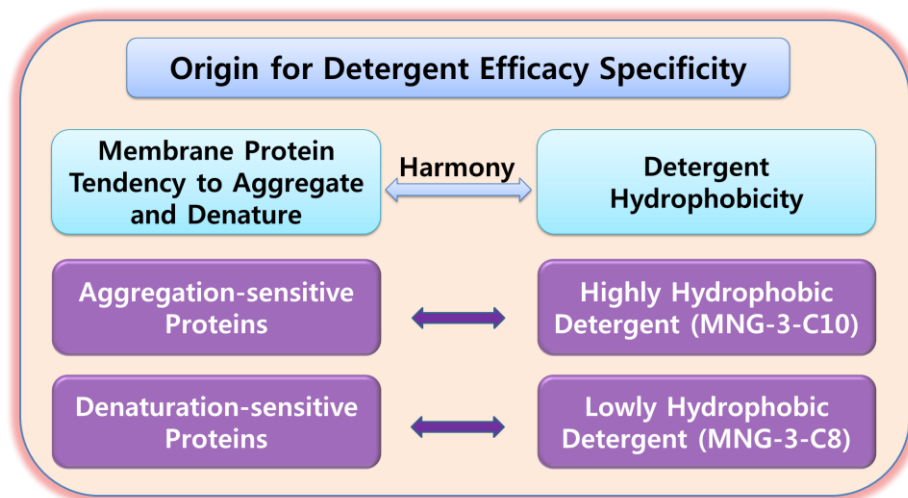 Origin for Detergent Efficacy Specificity
Membrane Protein
Tendency to Aggregate
and Denature
Harmony
Detergent
Hydrophobicity
Aggregation-sensitive
Proteins
Highly Hydrophobic
Detergent (MNG-3-C10)
Denaturation-sensitive
Proteins
Lowly Hydrophobic
Detergent (MNG-3-C8)